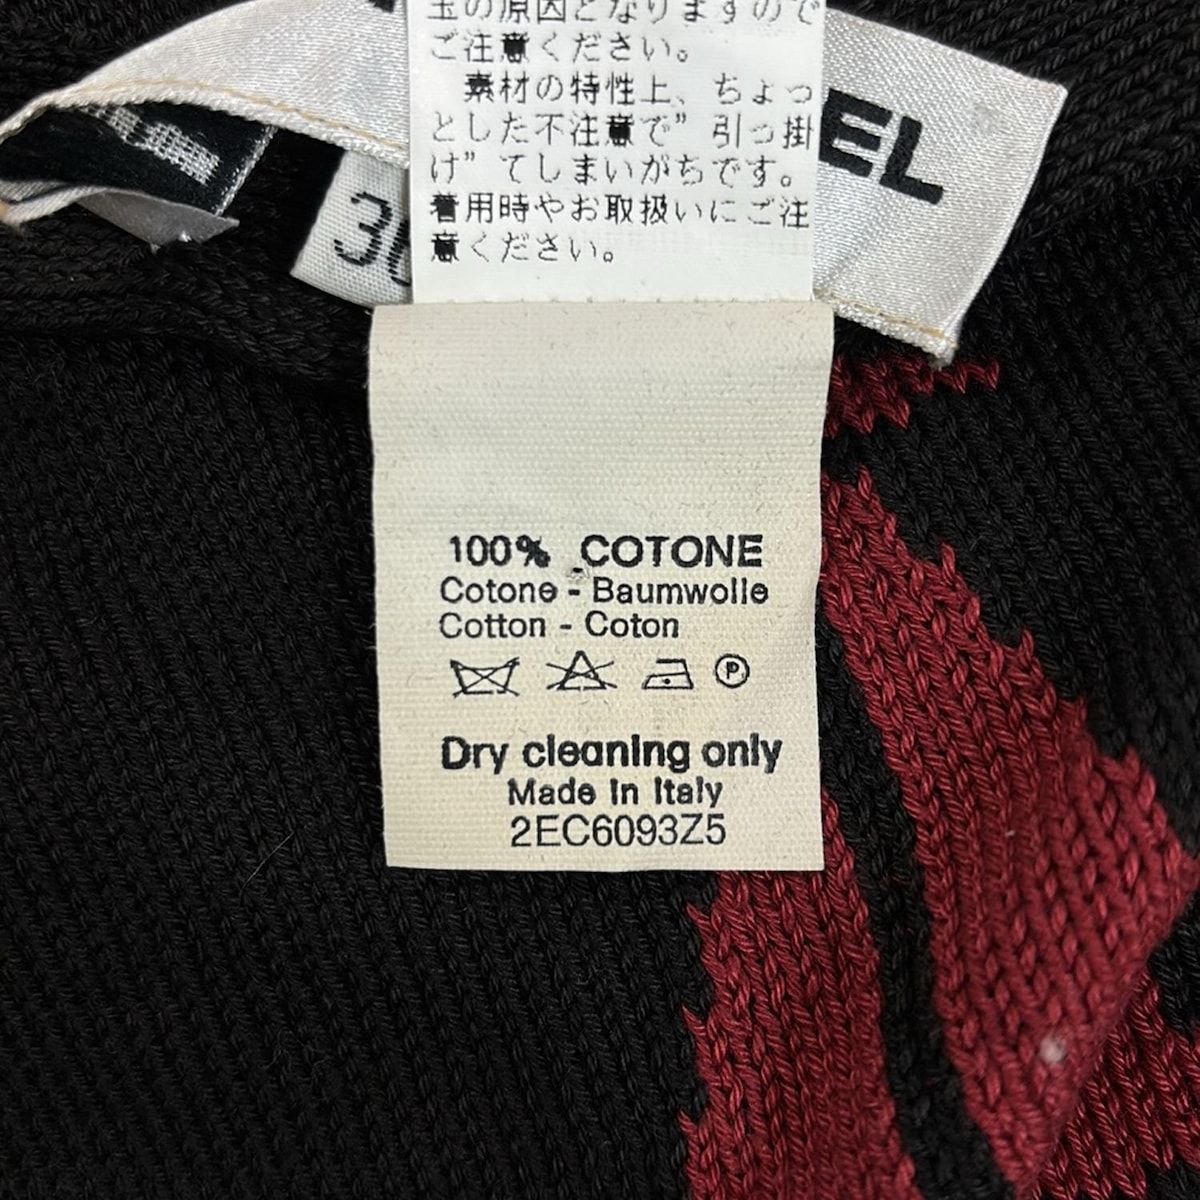 玉の原因となりますので
ご注意ください。
素材の特性上、ちょっ
とした不注意で”引っ掛
け”てしまいがちです。
着用時やお取扱いにご注
意ください。
EL
100% COTONE
Cotone - Baumwolle
Cotton - Coton
P
Dry cleaning only
Made in Italy
2EC6093Z5